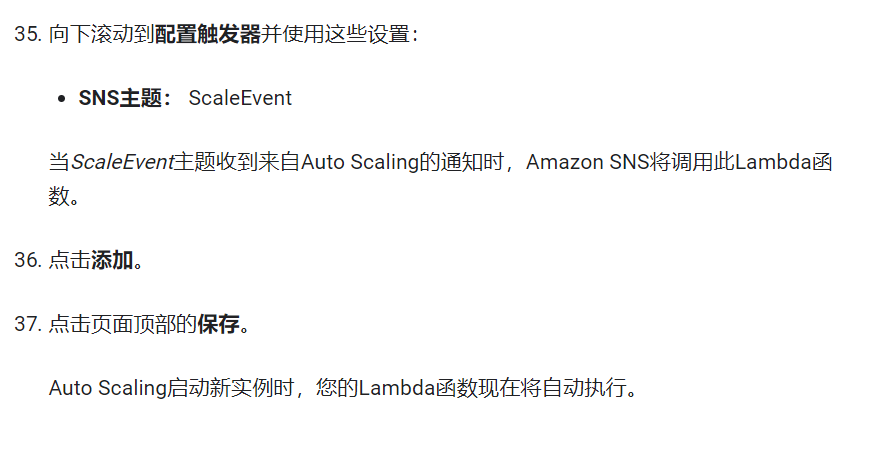 35. 向下滚动到配置触发器并使用这些设置：
• SNS主题： ScaleEvent
当ScaleEvent主题收到来自Auto Scaling的通知时，Amazon SNS将调用此Lambda函
数。
36. 点击添加。
37. 点击页面顶部的保存。
Auto Scaling启动新实例时，您的Lambda函数现在将自动执行。